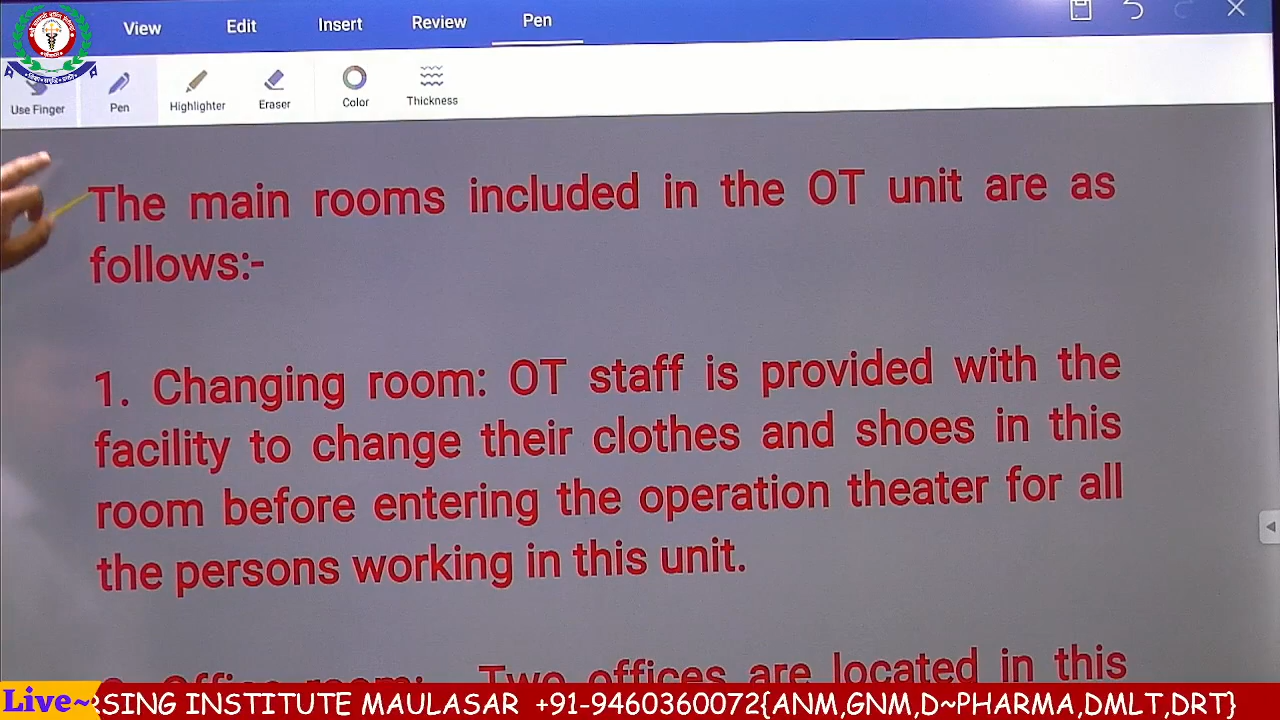 View Edit Insert Review Pen
Use Finger Pen Highlighter Eraser Color Thickness
The main rooms included in the OT unit are as
follows:-
1. Changing room: OT staff is provided with the
facility to change their clothes and shoes in this
room before entering the operation theater for all
the persons working in this unit.
Office room: Two offices are located in this
Live~ RSING INSTITUTE MAULASAR +91-9460360072{ANM,GNM,D~PHARMA,DMLT,DRT}